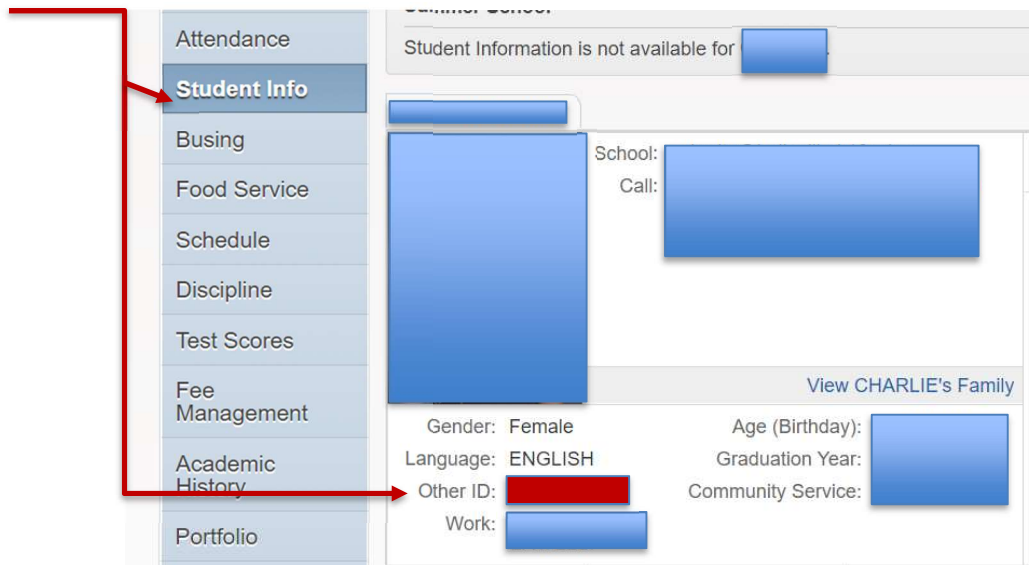 Summer School
Attendance
Student Information is not available for
Student Info
Busing
School:
Call:
Food Service
Schedule
Discipline
Test Scores
Fee
Management
View CHARLIE's Family
Gender: Female
Age (Birthday):
Language: ENGLISH
Graduation Year:
Academic
History
Other ID:
Community Service:
Work:
Portfolio